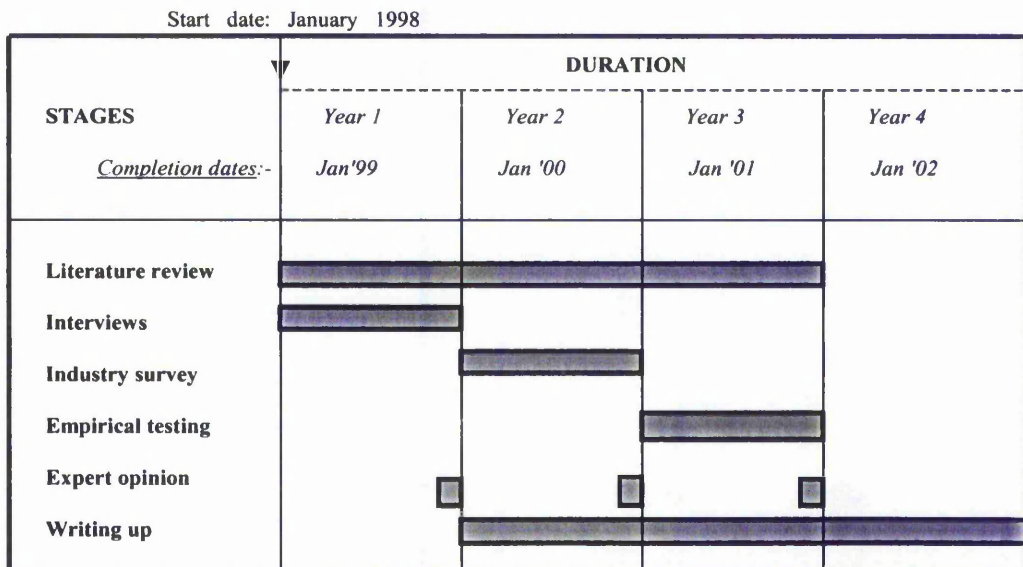 Start date: January 1998
DURATION
STAGES Year 1 Year 2 Year 3 Year 4
Completion dates:- Jan'99 Jan '00 Jan '01 Jan '02
Literature review
Interviews
Industry survey
Empirical testing
Expert opinion
Writing up